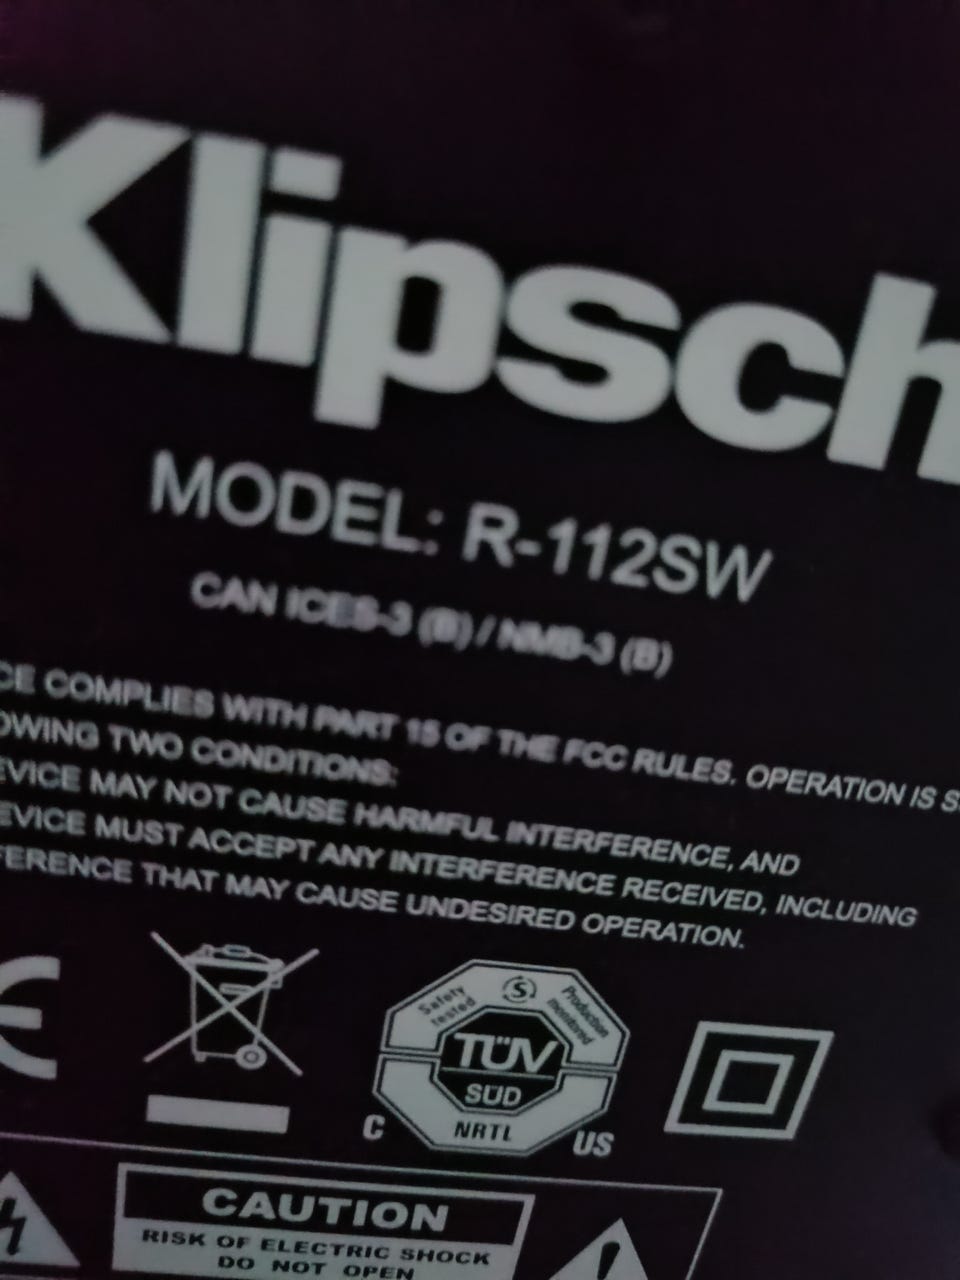 Klipsch
MODEL: R-112SW
CAN ICES-3 (B) / NMB-3 (B)
CE COMPLIES WITH PART 15 OF THE FCC RULES. OPERATION IS S
OWING TWO CONDITIONS:
EVICE MAY NOT CAUSE HARMFUL INTERFERENCE, AND
EVICE MUST ACCEPT ANY INTERFERENCE RECEIVED, INCLUDING
FERENCE THAT MAY CAUSE UNDESIRED OPERATION.
CE
Safety tested
S
Production monitored
TÜV
SÜD
NRTL
C US
CAUTION
RISK OF ELECTRIC SHOCK
DO NOT OPEN